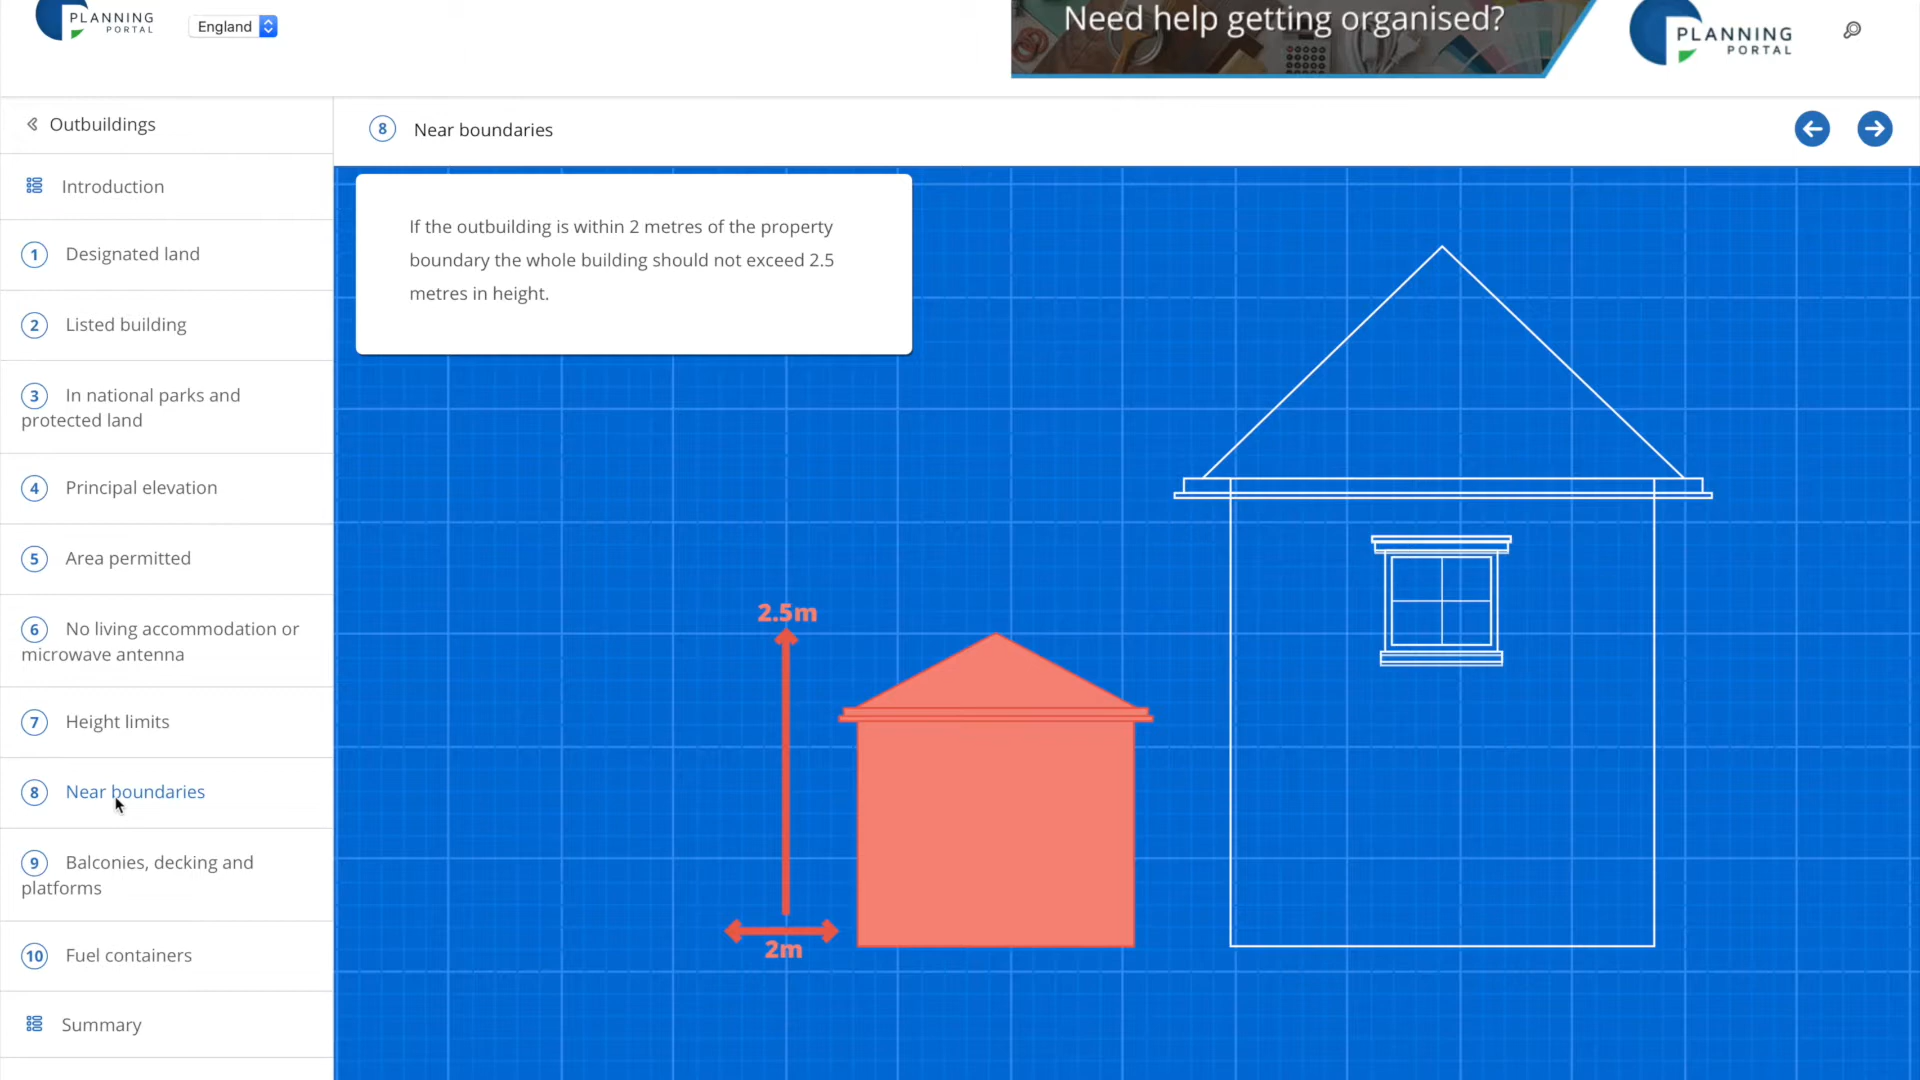 PLANNING
PORTAL
England
Need help getting organised?
PLANNING
PORTAL
Outbuildings
Introduction
1 Designated land
2 Listed building
3 In national parks and
protected land
4 Principal elevation
5 Area permitted
6 No living accommodation or
microwave antenna
7 Height limits
8 Near boundaries
9 Balconies, decking and
platforms
10 Fuel containers
Summary
8 Near boundaries
If the outbuilding is within 2 metres of the property
boundary the whole building should not exceed 2.5
metres in height.
2.5m
2m